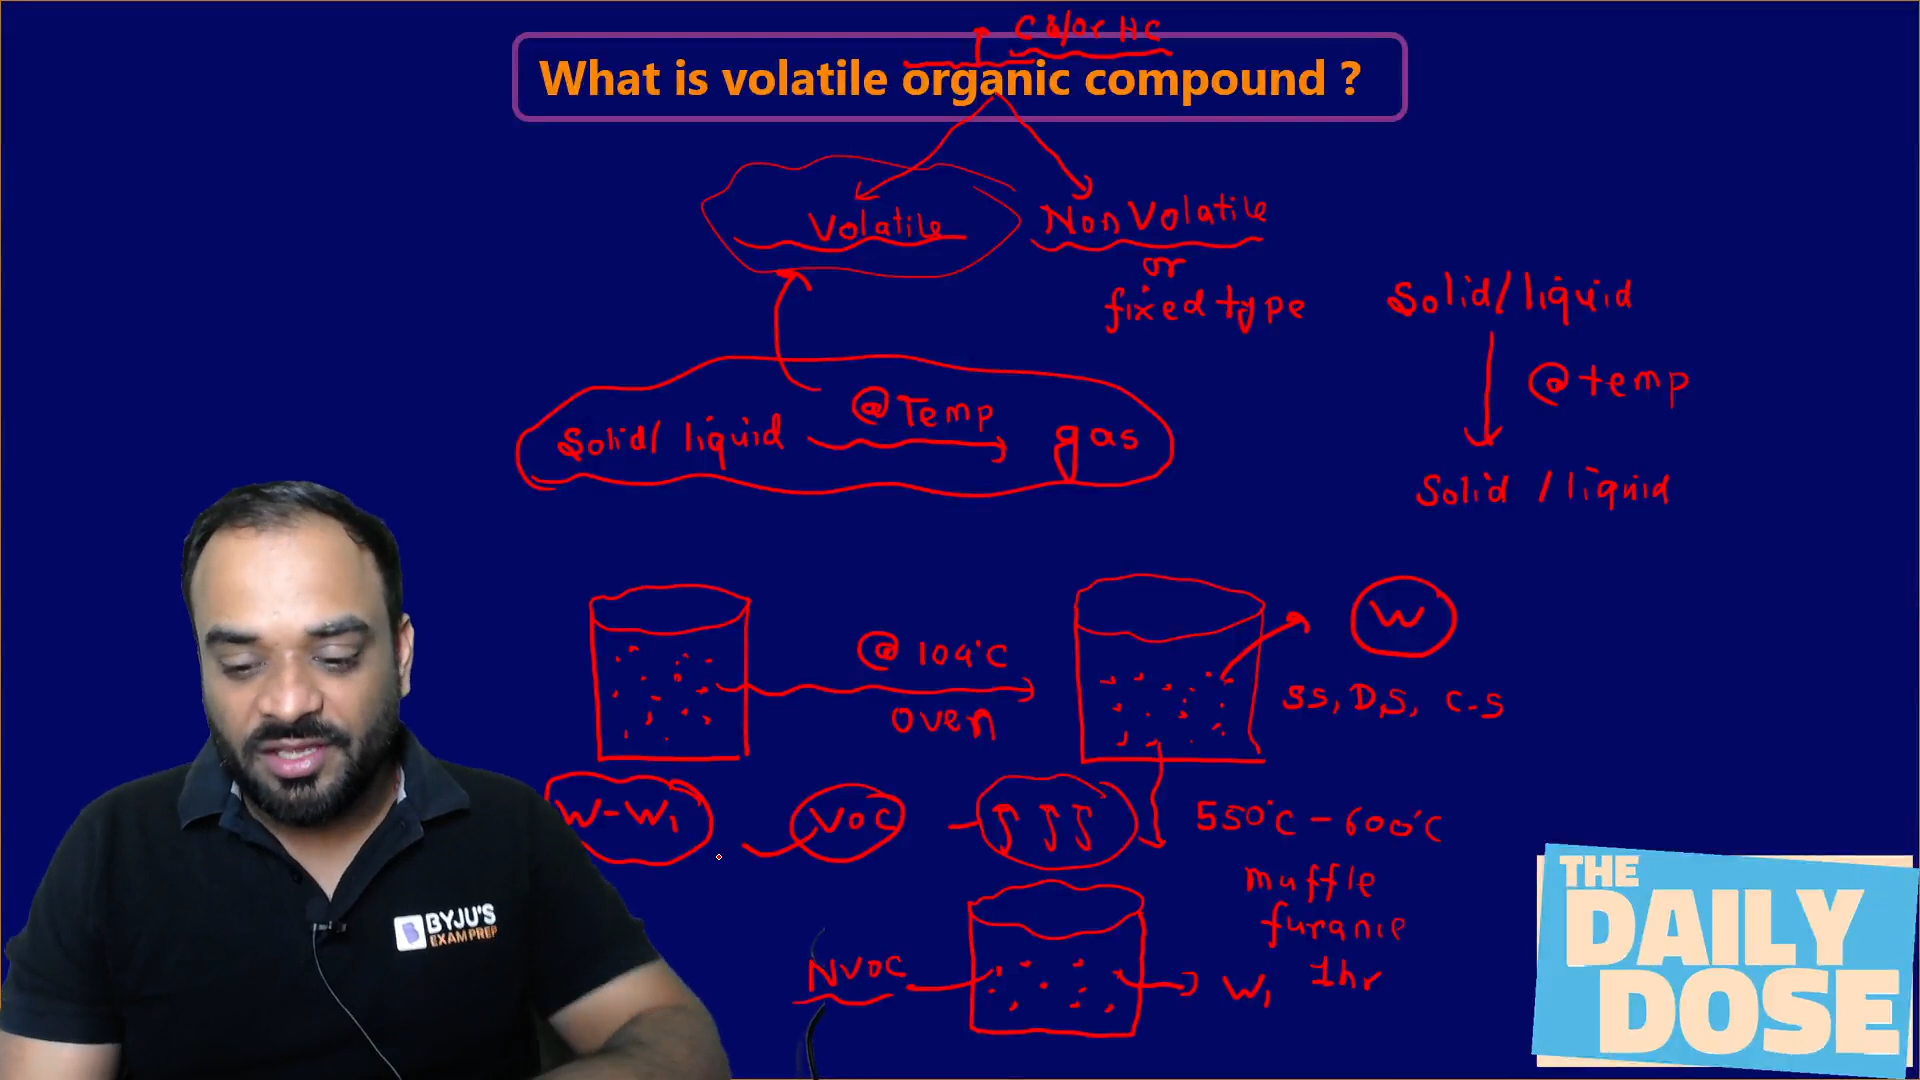 C &/or HC
What is volatile organic compound ?
Volatile
Non Volatile
or
fixed type
Solid/liquid
@temp
Solid /liquid
Solid/ liquid @Temp gas
@ 104°C
oven
W
SS, D,S, C-S
W-W1
VOC
550°C - 600°C
muffle
furanie
1hr
NVOC
W1
BYJU'S
EXAM PREP
THE
DAILY
DOSE